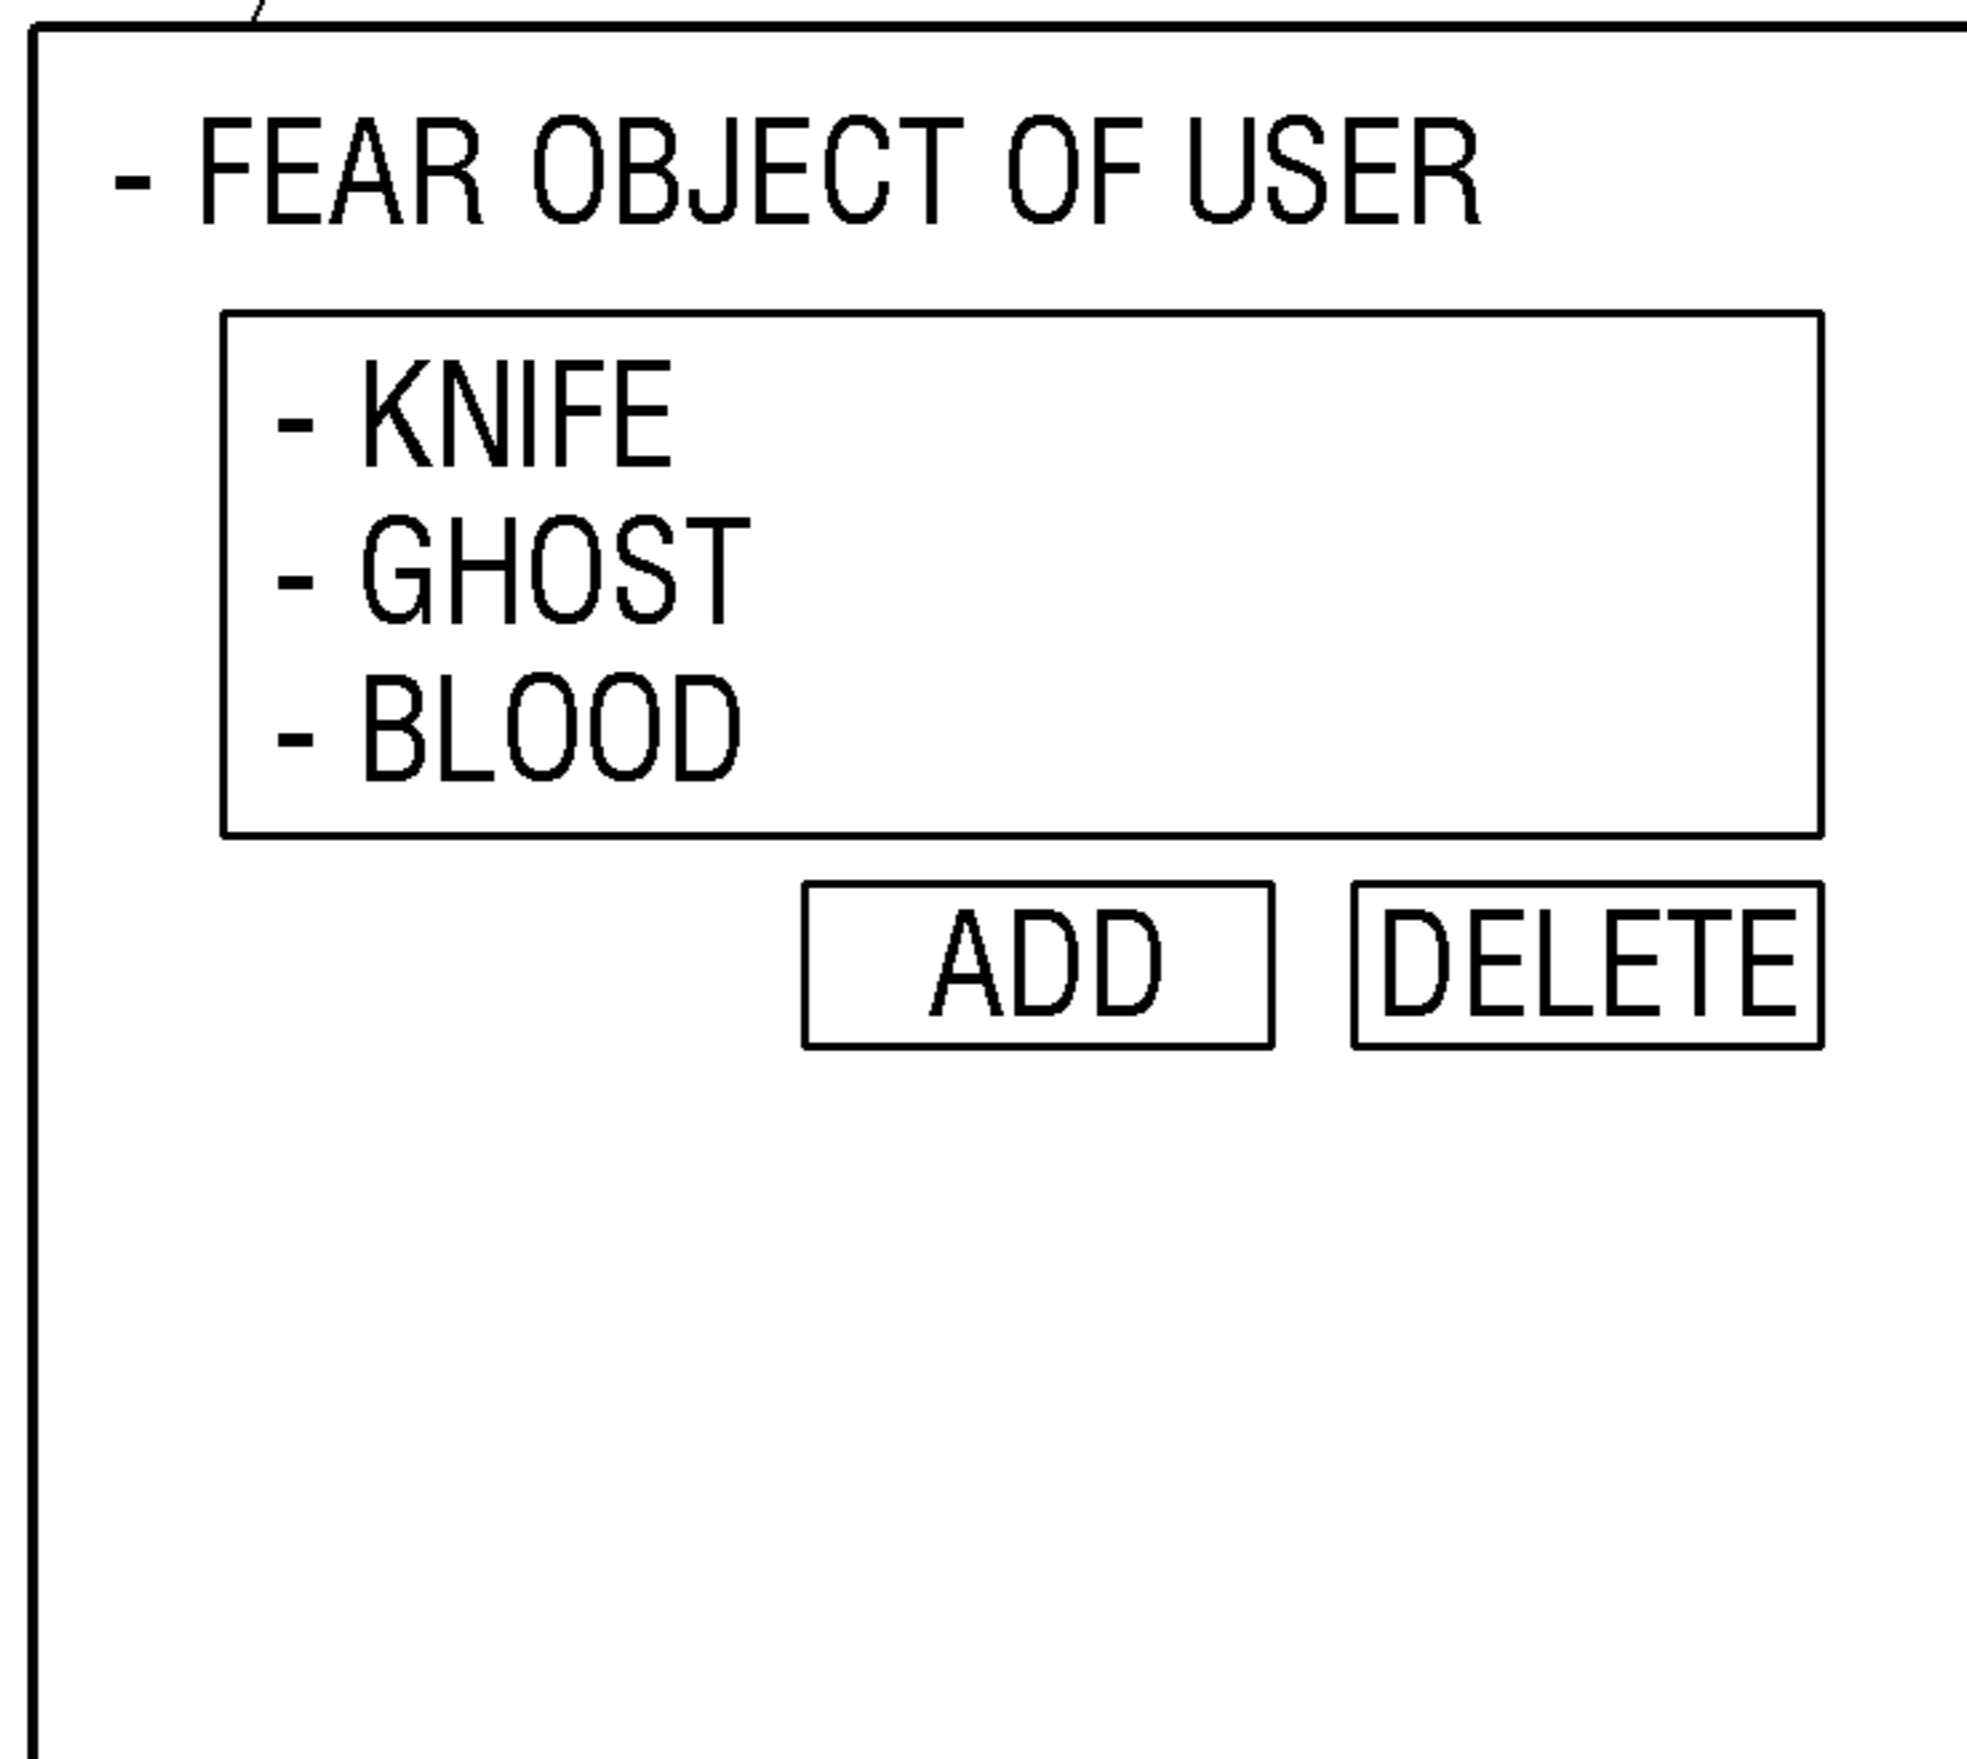 - FEAR OBJECT OF USER
- KNIFE
- GHOST
- BLOOD
ADD DELETE